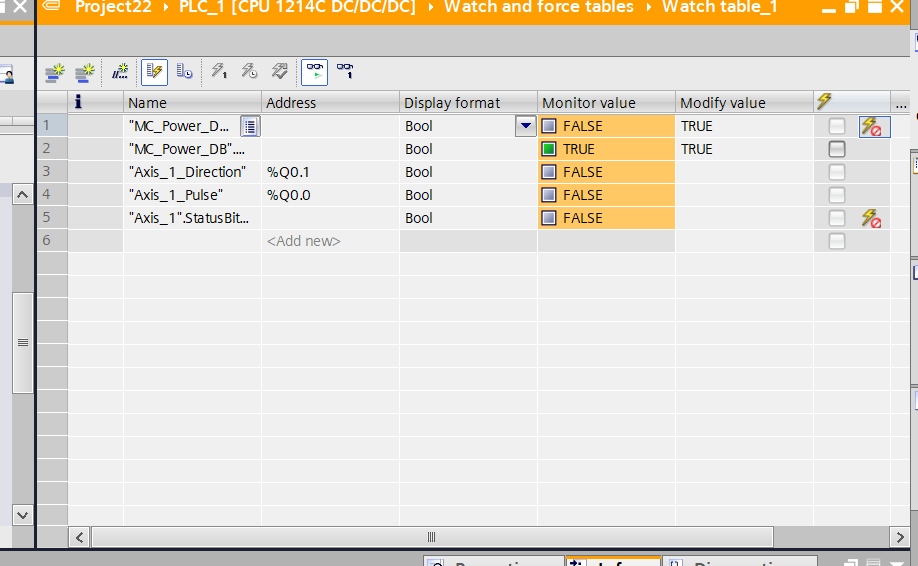 Project22 › PLC_1 [CPU 1214C DC/DC/DC] › Watch and force tables › Watch table_1
i Name Address Display format Monitor value Modify value ...
1 "MC_Power_D... Bool FALSE TRUE
2 "MC_Power_DB".... Bool TRUE TRUE
3 "Axis_1_Direction" %Q0.1 Bool FALSE
4 "Axis_1_Pulse" %Q0.0 Bool FALSE
5 "Axis_1".StatusBit... Bool FALSE
6 <Add new>